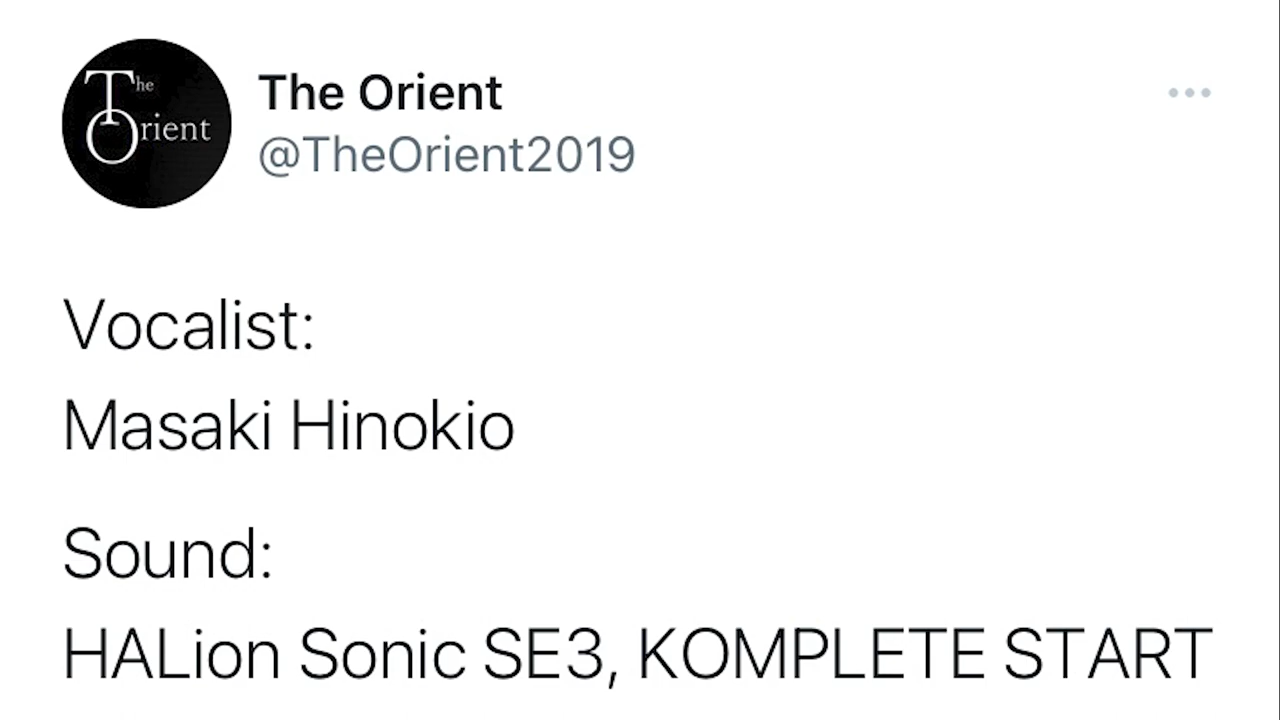 The
Orient
The Orient
@TheOrient2019
Vocalist:
Masaki Hinokio
Sound:
HALion Sonic SE3, KOMPLETE START